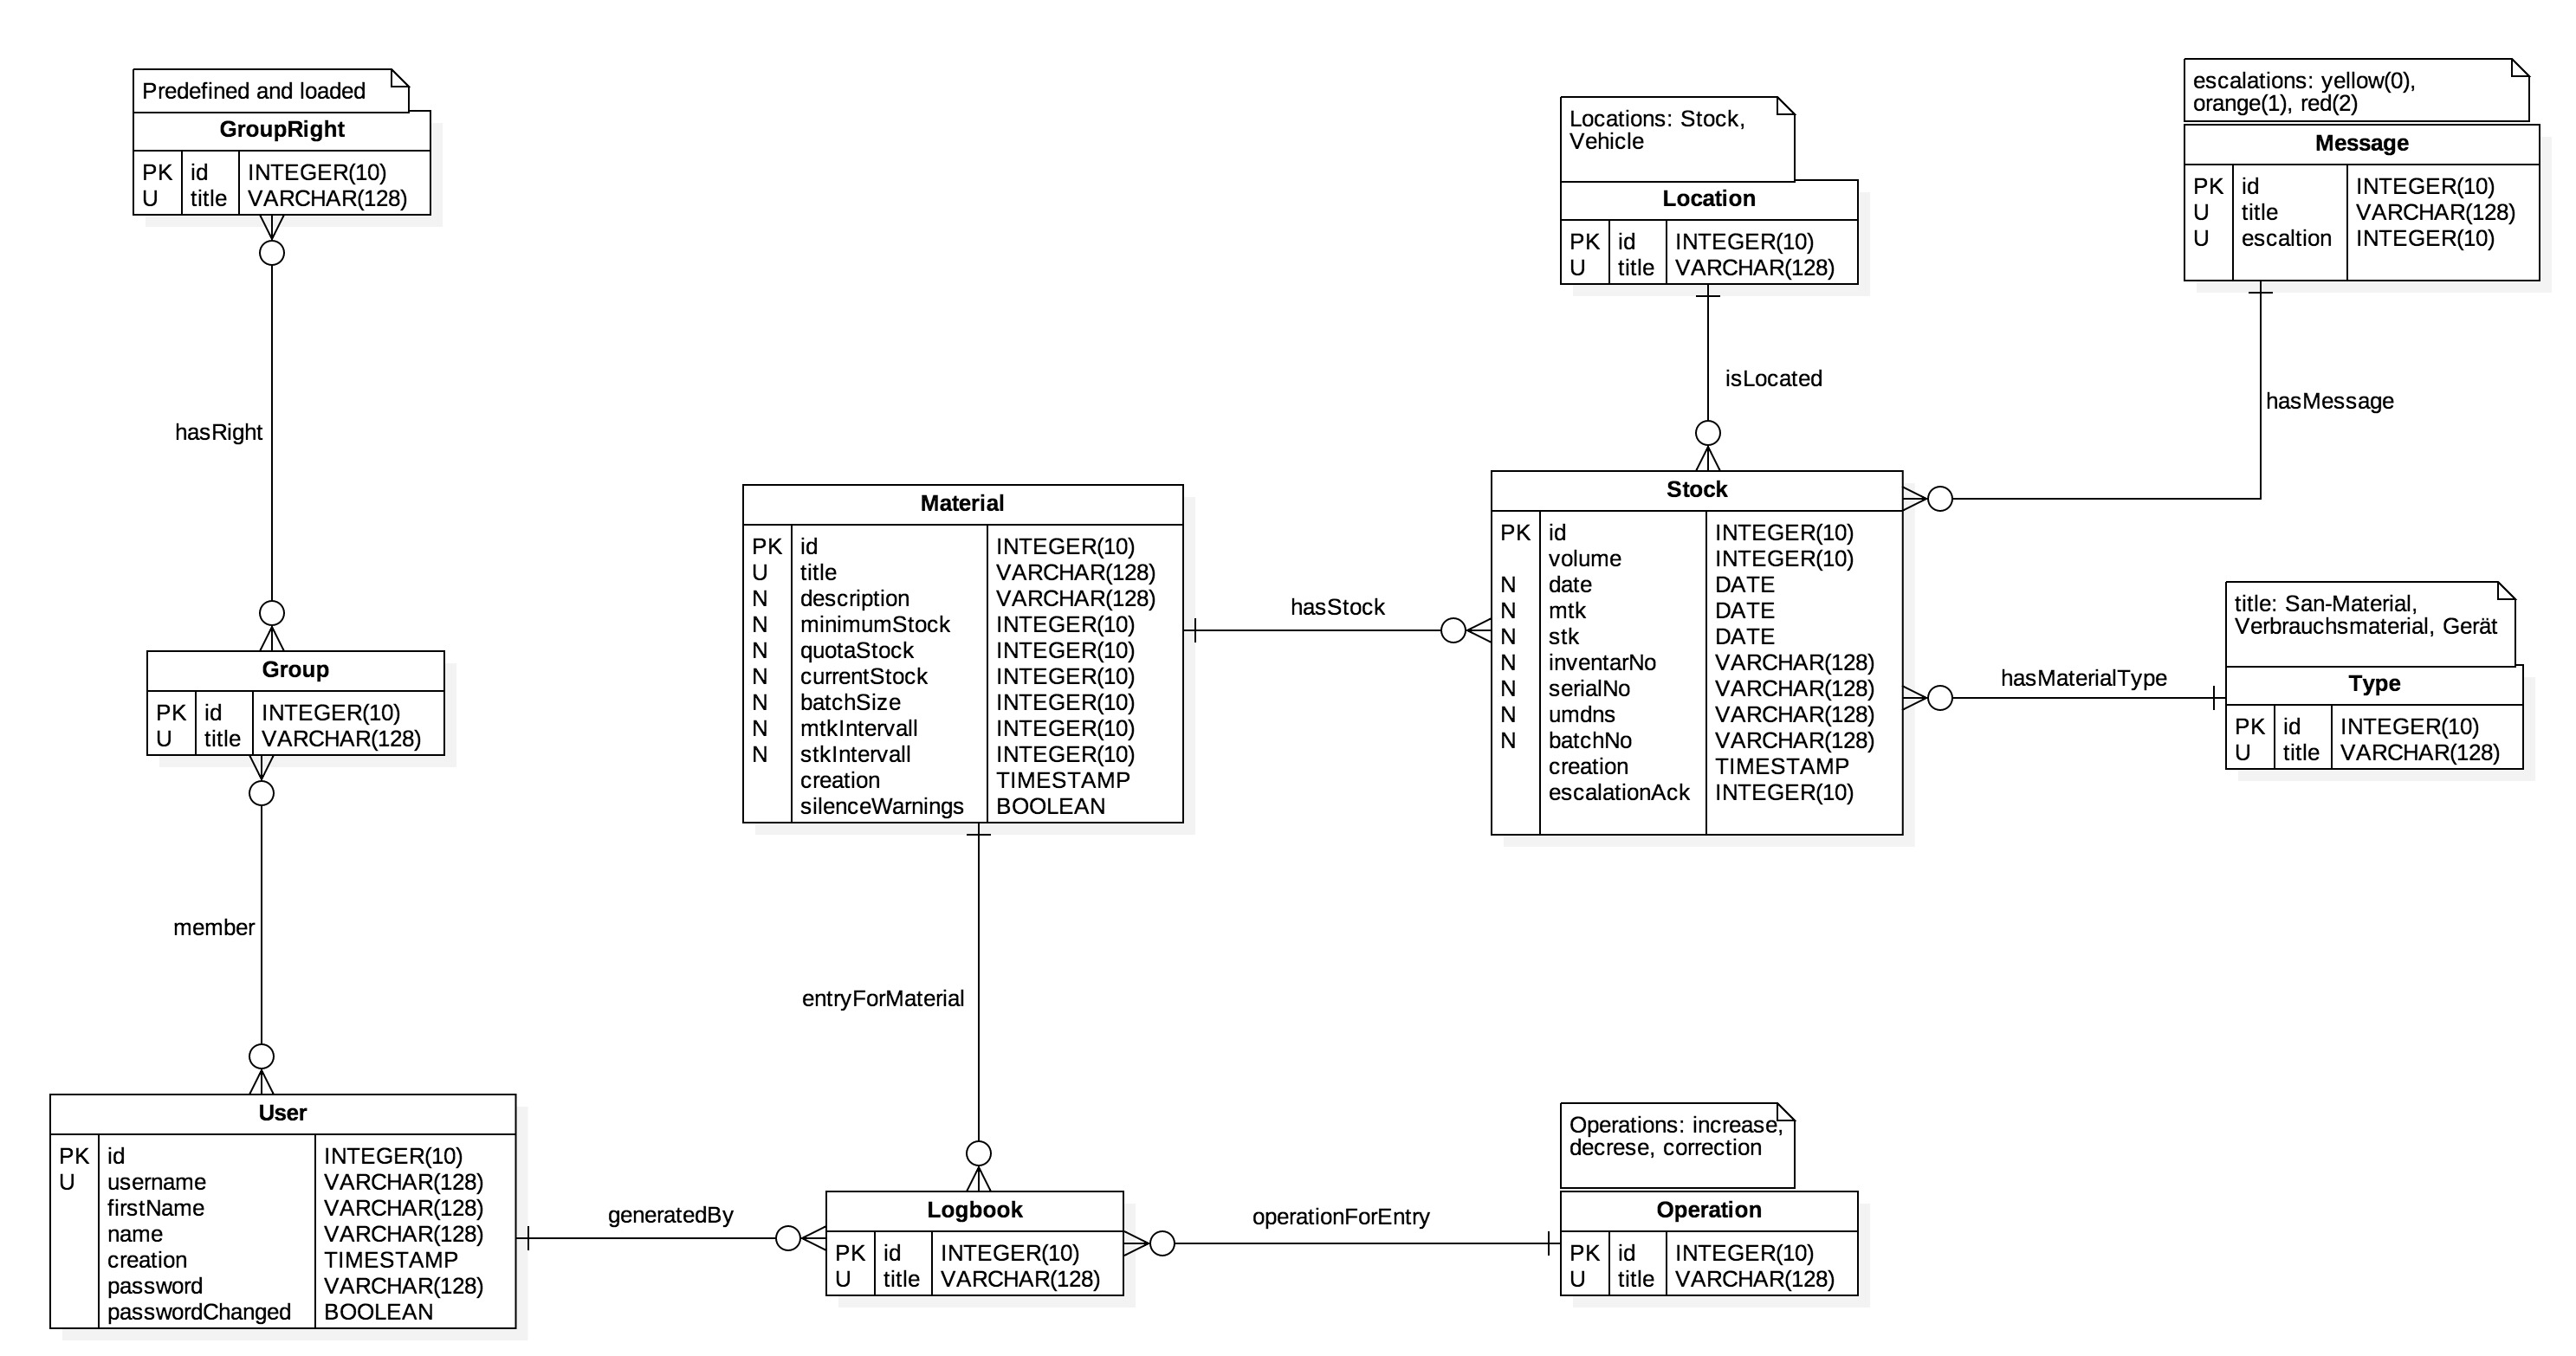 Predefined and loaded
GroupRight
PK id INTEGER(10)
U title VARCHAR(128)
hasRight
Group
PK id INTEGER(10)
U title VARCHAR(128)
member
User
PK id INTEGER(10)
U username VARCHAR(128)
firstName VARCHAR(128)
name VARCHAR(128)
creation TIMESTAMP
password VARCHAR(128)
passwordChanged BOOLEAN
generatedBy
Material
PK id INTEGER(10)
U title VARCHAR(128)
N description VARCHAR(128)
N minimumStock INTEGER(10)
N quotaStock INTEGER(10)
N currentStock INTEGER(10)
N batchSize INTEGER(10)
N mtkIntervall INTEGER(10)
N stkIntervall INTEGER(10)
creation TIMESTAMP
silenceWarnings BOOLEAN
entryForMaterial
Logbook
PK id INTEGER(10)
U title VARCHAR(128)
hasStock
operationForEntry
Locations: Stock,
Vehicle
Location
PK id INTEGER(10)
U title VARCHAR(128)
isLocated
Stock
PK id INTEGER(10)
volume INTEGER(10)
N date DATE
N mtk DATE
N stk DATE
N inventarNo VARCHAR(128)
N serialNo VARCHAR(128)
N umdns VARCHAR(128)
N batchNo VARCHAR(128)
creation TIMESTAMP
escalationAck INTEGER(10)
Operations: increase,
decrese, correction
Operation
PK id INTEGER(10)
U title VARCHAR(128)
escalations: yellow(0),
orange(1), red(2)
Message
PK id INTEGER(10)
U title VARCHAR(128)
U escaltion INTEGER(10)
hasMessage
hasMaterialType
title: San-Material,
Verbrauchsmaterial, Gerät
Type
PK id INTEGER(10)
U title VARCHAR(128)